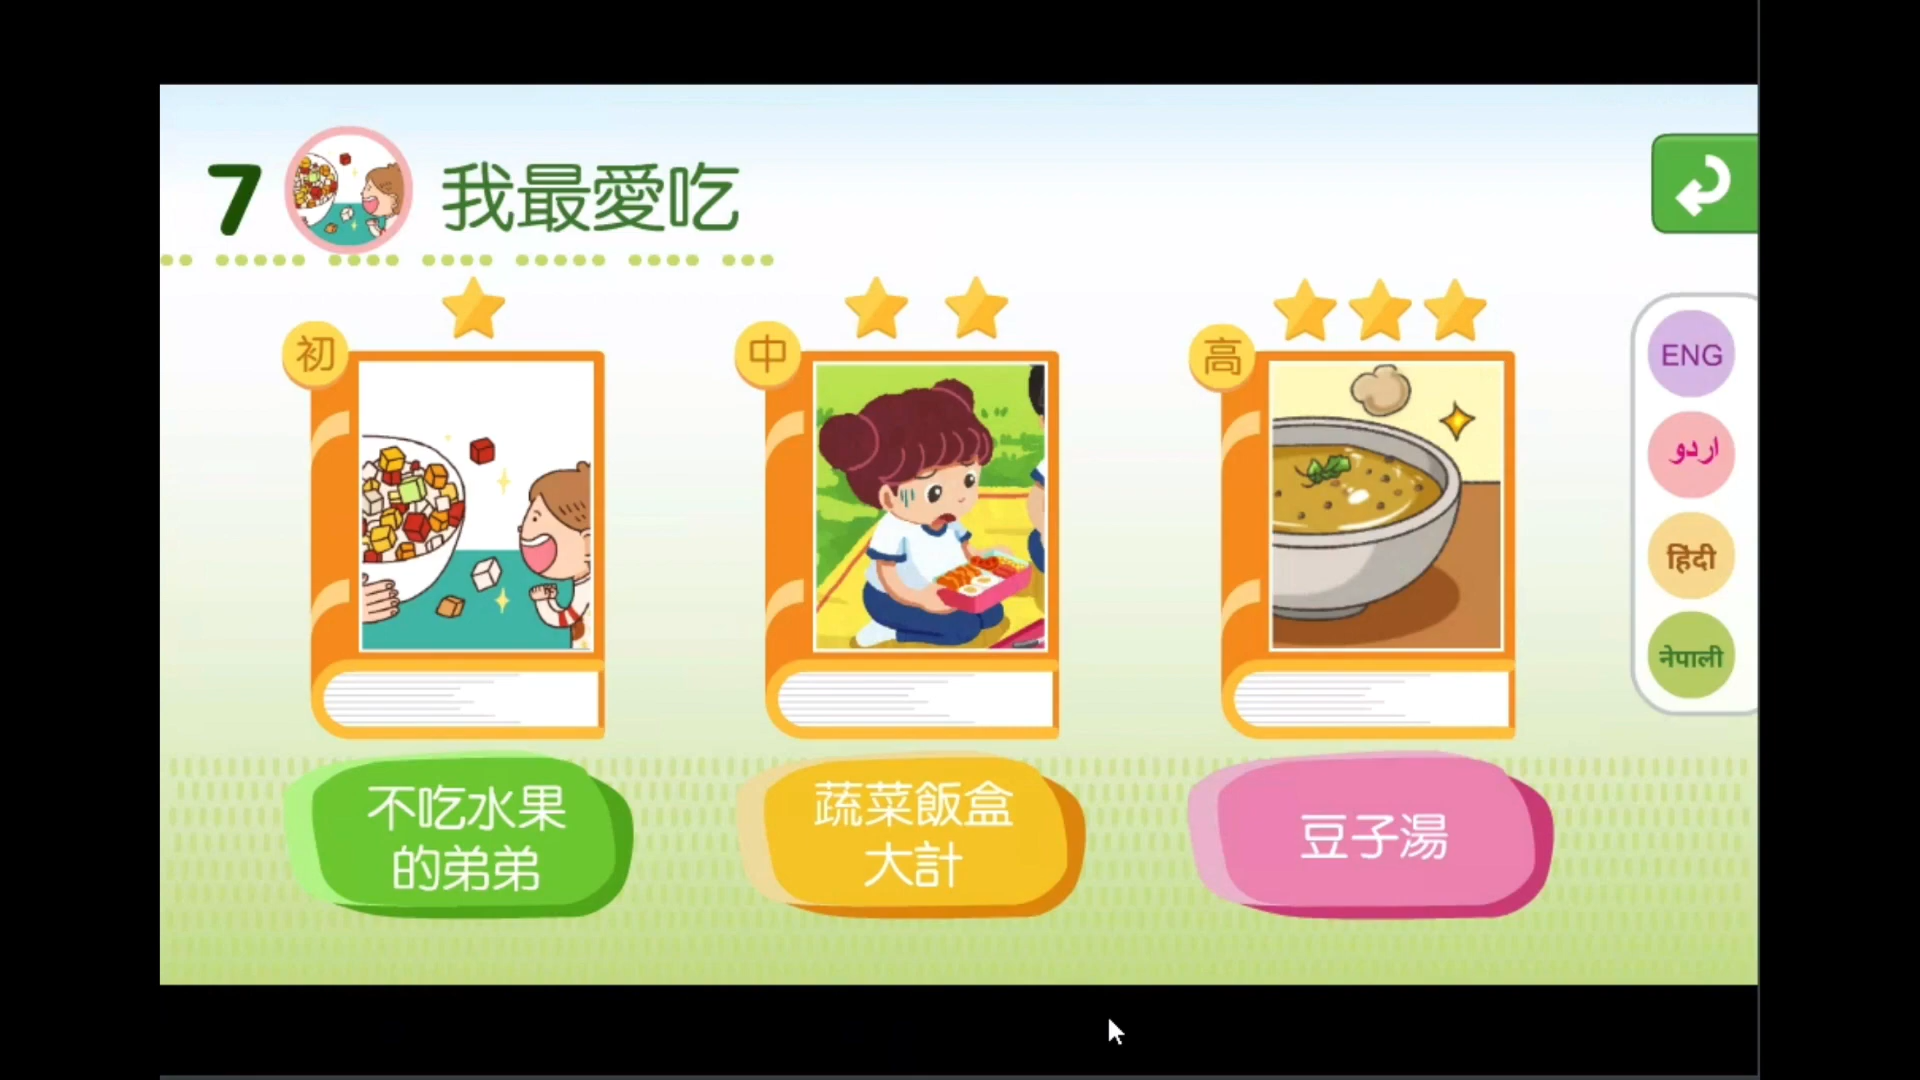 7 我最愛吃
初
中
高
不吃水果
的弟弟
蔬菜飯盒
大計
豆子湯
ENG
اردو
हिंदी
नेपाली